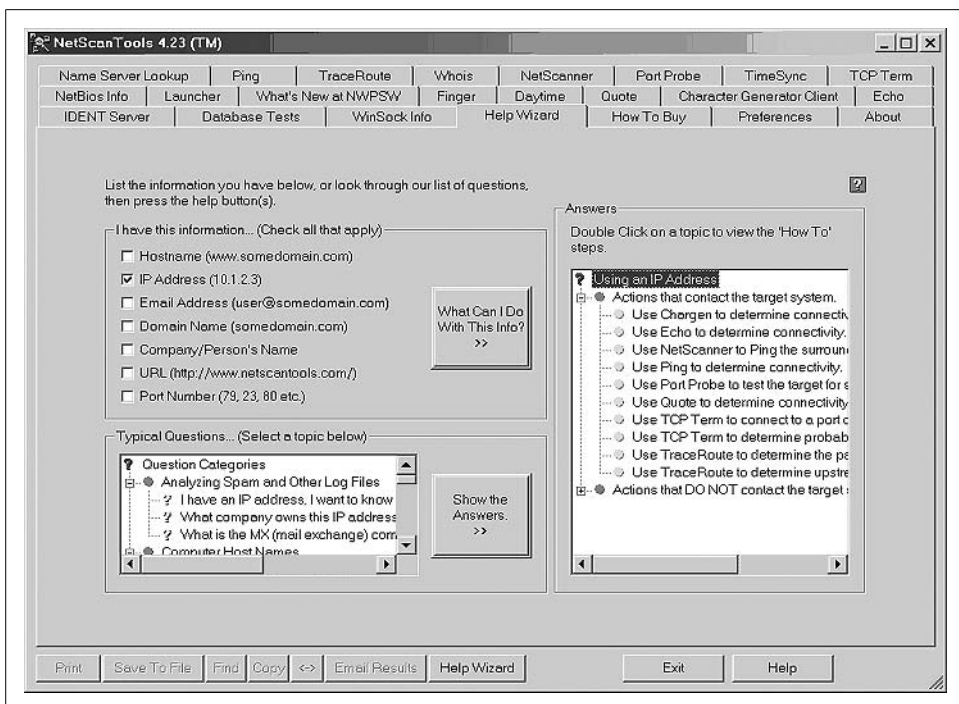 NetScanTools 4.23 (TM)
Name Server Lookup Ping TraceRoute Whois NetScanner Port Probe TimeSync TCP Term
NetBios Info Launcher What's New at NWPSW Finger Daytime Quote Character Generator Client Echo
IDENT Server Database Tests WinSock Info Help Wizard How To Buy Preferences About
List the information you have below, or look through our list of questions,
then press the help button(s).
I have this information... (Check all that apply)
Hostname (www.somedomain.com)
IP Address (10.1.2.3)
Email Address (user@somedomain.com)
Domain Name (somedomain.com)
Company/Person's Name
URL (http://www.netscantools.com/)
Port Number (79, 23, 80 etc.)
What Can I Do
With This Info?
>>
Typical Questions... (Select a topic below)
? Question Categories
Analyzing Spam and Other Log Files
? I have an IP address, I want to know
? What company owns this IP address
? What is the MX (mail exchange) com
Computer Host Names
Show the
Answers.
>>
?
Answers
Double Click on a topic to view the 'How To'
steps.
? Using an IP Address
Actions that contact the target system.
Use Chargen to determine connectiv
Use Echo to determine connectivity.
Use NetScanner to Ping the surroun
Use Ping to determine connectivity.
Use Port Probe to test the target for s
Use Quote to determine connectivity
Use TCP Term to connect to a port o
Use TCP Term to determine probab
Use TraceRoute to determine the pa
Use TraceRoute to determine upstre
Actions that DO NOT contact the target
Print Save To File Find Copy <-> Email Results Help Wizard Exit Help